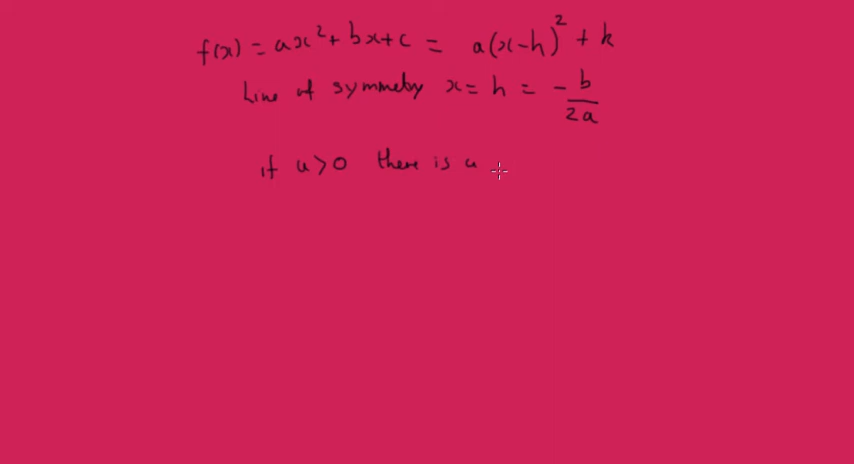 f(x) = ax² + bx + c = a(x-h)² + k
Line of symmetry x = h = -b/2a
if a > 0 there is a